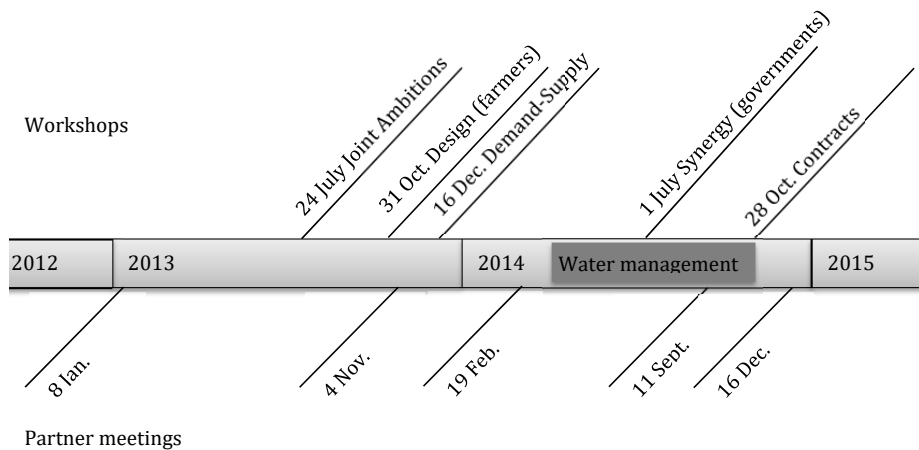 Workshops
24 July Joint Ambitions
31 Oct. Design (farmers)
16 Dec. Demand-Supply
1 July Synergy (governments)
28 Oct. Contracts
2012
2013
2014
Water management
2015
8 Jan.
4 Nov.
19 Feb.
11 Sept.
16 Dec.
Partner meetings